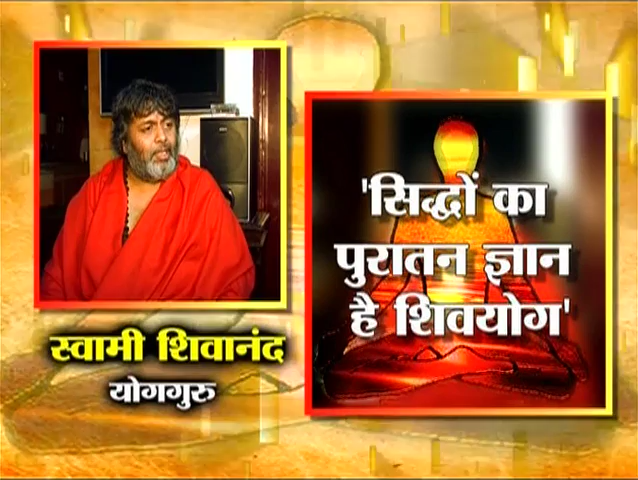 स्वामी शिवानंद
योगगुरु
'सिद्धों का
पुरातन ज्ञान
है शिवयोग'